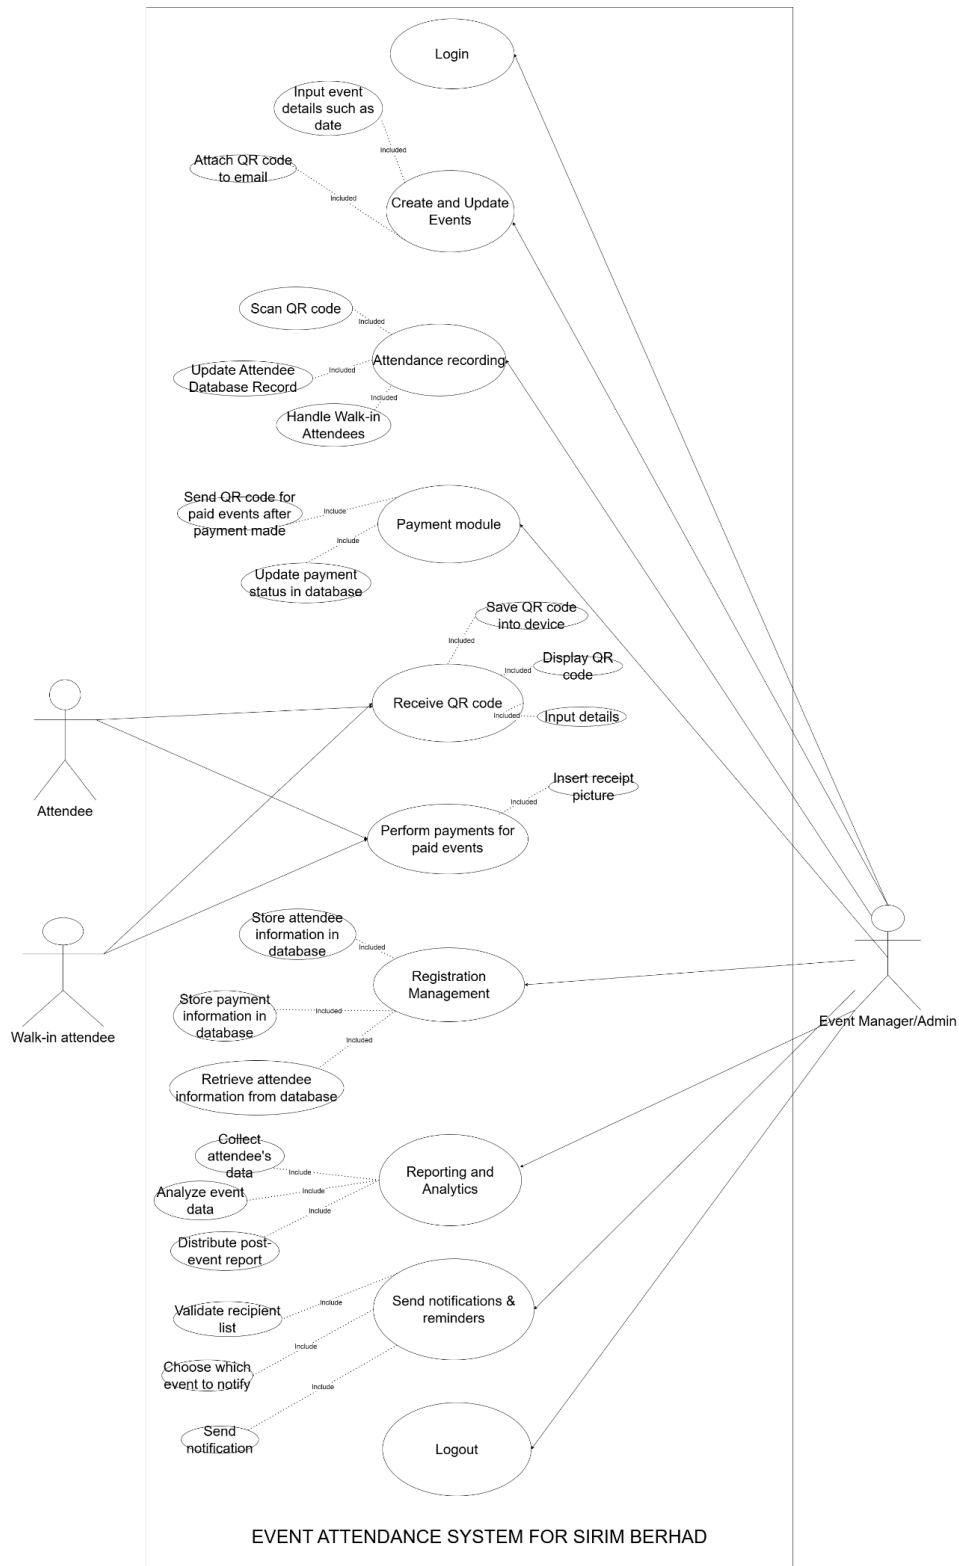 Login
Input event
details such as
date
Included
Attach QR code
to email
Included
Create and Update
Events
Scan QR code
Included
Attendance recording
Update Attendee
Database Record
Included
Included
Handle Walk-in
Attendees
Send QR code for
paid events after
payment made
Include
Payment module
Include
Update payment
status in database
Save QR code
into device
Included
Display QR
code
Included
Receive QR code
Included
Input details
Attendee
Insert receipt
picture
Included
Perform payments for
paid events
Store attendee
information in
database
Included
Registration
Management
Store payment
information in
database
Included
Included
Walk-in attendee
Event Manager/Admin
Retrieve attendee
information from database
Collect
attendee's
data
Include
Reporting and
Analytics
Analyze event
data
Include
Include
Distribute post-
event report
Send notifications &
reminders
Include
Validate recipient
list
Include
Choose which
event to notify
Include
Send
notification
Logout
EVENT ATTENDANCE SYSTEM FOR SIRIM BERHAD